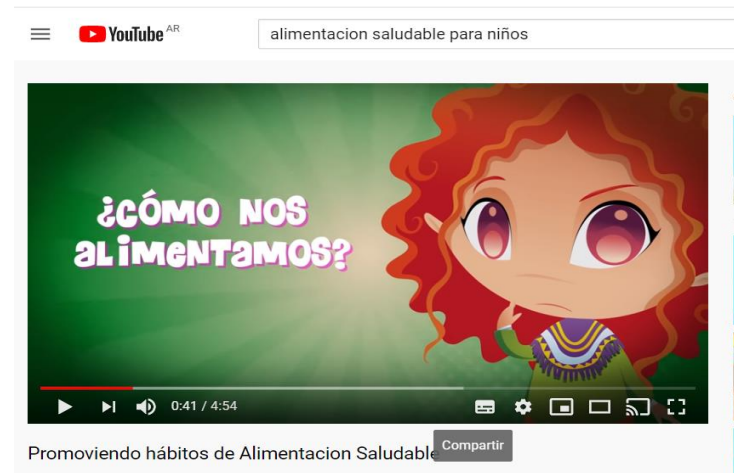 YouTube AR
alimentacion saludable para niños
¿CÓMO NOS
aLiMeNTaMOS?
0:41 / 4:54
Compartir
Promoviendo hábitos de Alimentacion Saludable